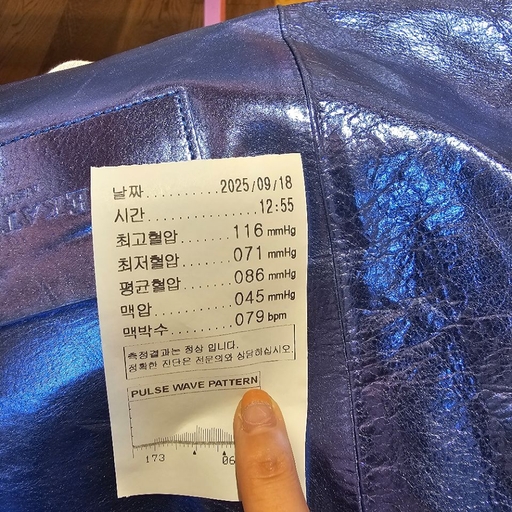 날짜..........2025/09/18
시간................12:55
최고혈압.......116 mmHg
최저혈압.......071 mmHg
평균혈압.......086 mmHg
맥압............045 mmHg
맥박수..........079 bpm
측정결과는 정상 입니다.
정확한 진단은 전문의와 상담하십시오.
PULSE WAVE PATTERN
173